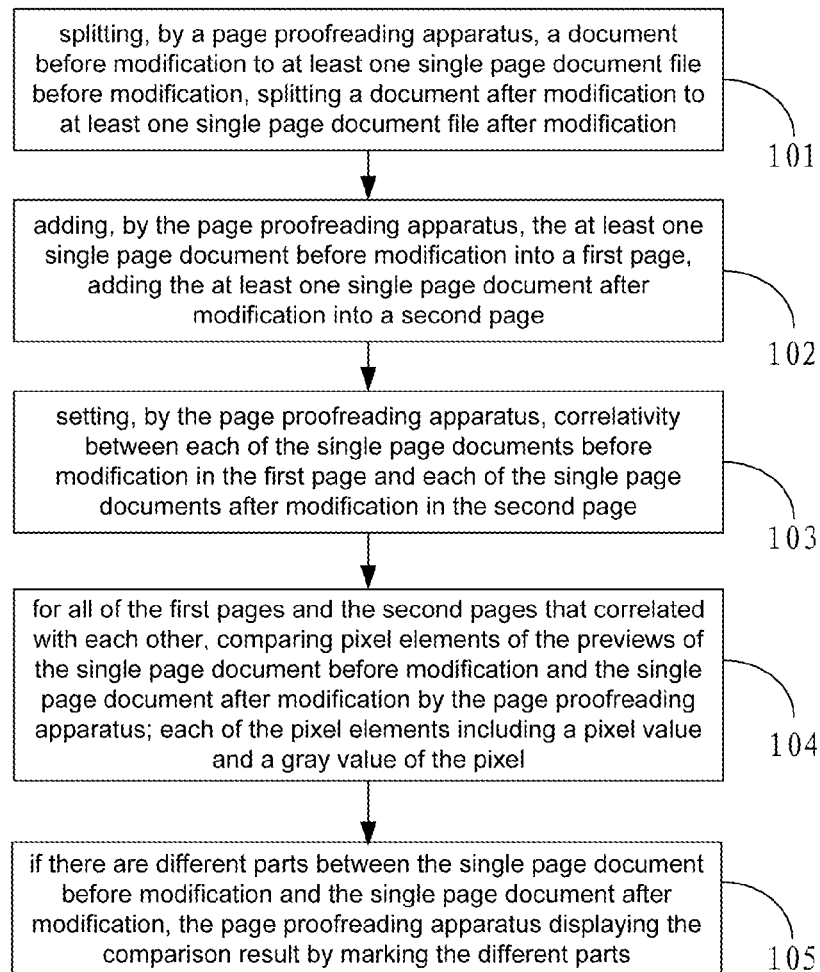 splitting, by a page proofreading apparatus, a document
before modification to at least one single page document file
before modification, splitting a document after modification to
at least one single page document file after modification
101
adding, by the page proofreading apparatus, the at least one
single page document before modification into a first page,
adding the at least one single page document after
modification into a second page
102
setting, by the page proofreading apparatus, correlativity
between each of the single page documents before
modification in the first page and each of the single page
documents after modification in the second page
103
for all of the first pages and the second pages that correlated
with each other, comparing pixel elements of the previews of
the single page document before modification and the single
page document after modification by the page proofreading
apparatus; each of the pixel elements including a pixel value
and a gray value of the pixel
104
if there are different parts between the single page document
before modification and the single page document after
modification, the page proofreading apparatus displaying the
comparison result by marking the different parts
105